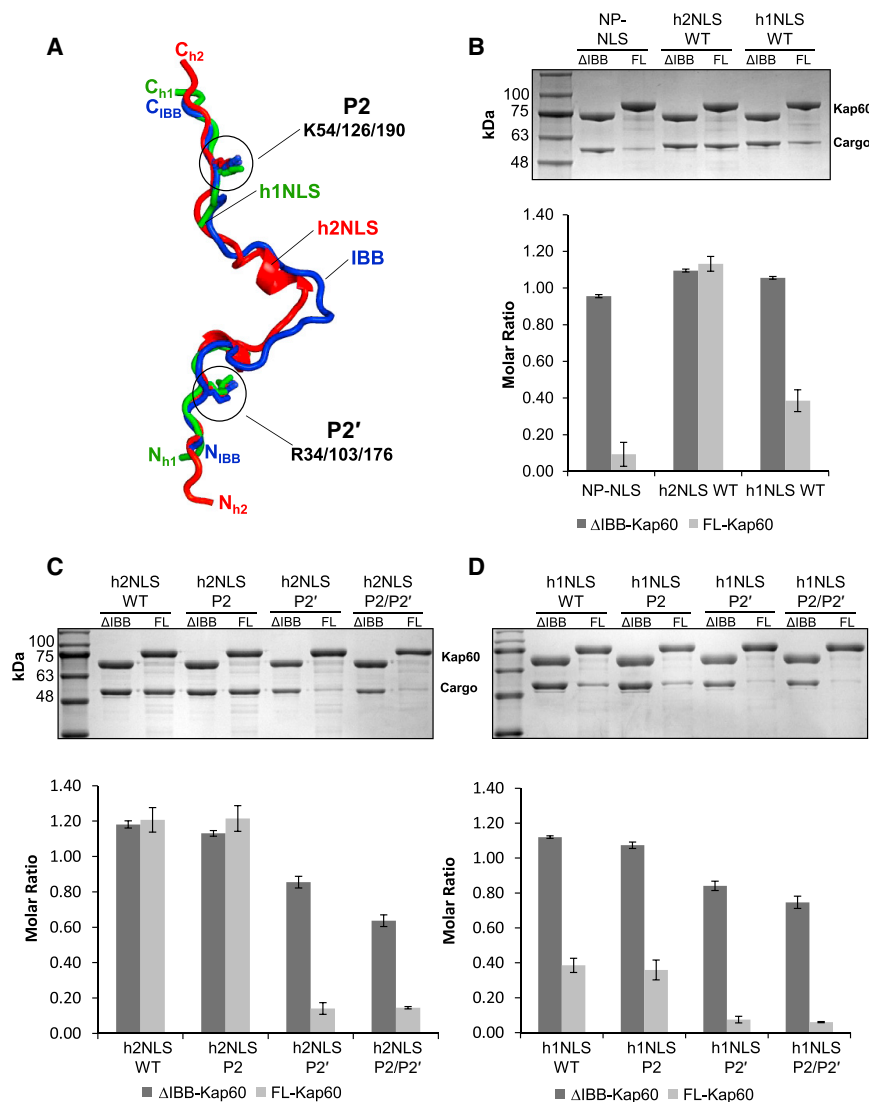 A
C_h2
C_h1
C_IBB
P2
K54/126/190
h1NLS
h2NLS
IBB
P2′
R34/103/176
N_h1
N_IBB
N_h2
B
NP-NLS
h2NLS WT
h1NLS WT
ΔIBB FL ΔIBB FL ΔIBB FL
kDa
100
75
63
48
Kap60
Cargo
Molar Ratio
1.40
1.20
1.00
0.80
0.60
0.40
0.20
0.00
NP-NLS h2NLS WT h1NLS WT
ΔIBB-Kap60 FL-Kap60
C
h2NLS WT
h2NLS P2
h2NLS P2′
h2NLS P2/P2′
ΔIBB FL ΔIBB FL ΔIBB FL ΔIBB FL
kDa
100
75
63
48
Kap60
Cargo
Molar Ratio
1.40
1.20
1.00
0.80
0.60
0.40
0.20
0.00
h2NLS WT
h2NLS P2
h2NLS P2′
h2NLS P2/P2′
ΔIBB-Kap60 FL-Kap60
D
h1NLS WT
h1NLS P2
h1NLS P2′
h1NLS P2/P2′
ΔIBB FL ΔIBB FL ΔIBB FL ΔIBB FL
Molar Ratio
1.40
1.20
1.00
0.80
0.60
0.40
0.20
0.00
h1NLS WT
h1NLS P2
h1NLS P2′
h1NLS P2/P2′
ΔIBB-Kap60 FL-Kap60